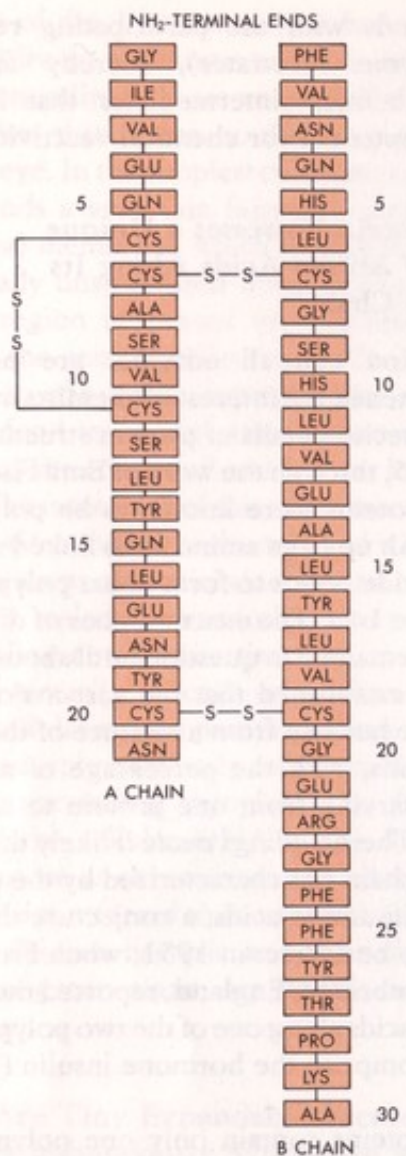 NH₂-TERMINAL ENDS
GLY
ILE
VAL
GLU
5 GLN
CYS
CYS
ALA
SER
10 VAL
CYS
SER
LEU
TYR
15 GLN
LEU
GLU
ASN
TYR
20 CYS
ASN
A CHAIN
S
S
S S
S S
PHE
VAL
ASN
GLN
HIS 5
LEU
CYS
GLY
SER
HIS 10
LEU
VAL
GLU
ALA
LEU 15
TYR
LEU
VAL
CYS
GLY 20
GLU
ARG
GLY
PHE
PHE 25
TYR
THR
PRO
LYS
ALA 30
B CHAIN